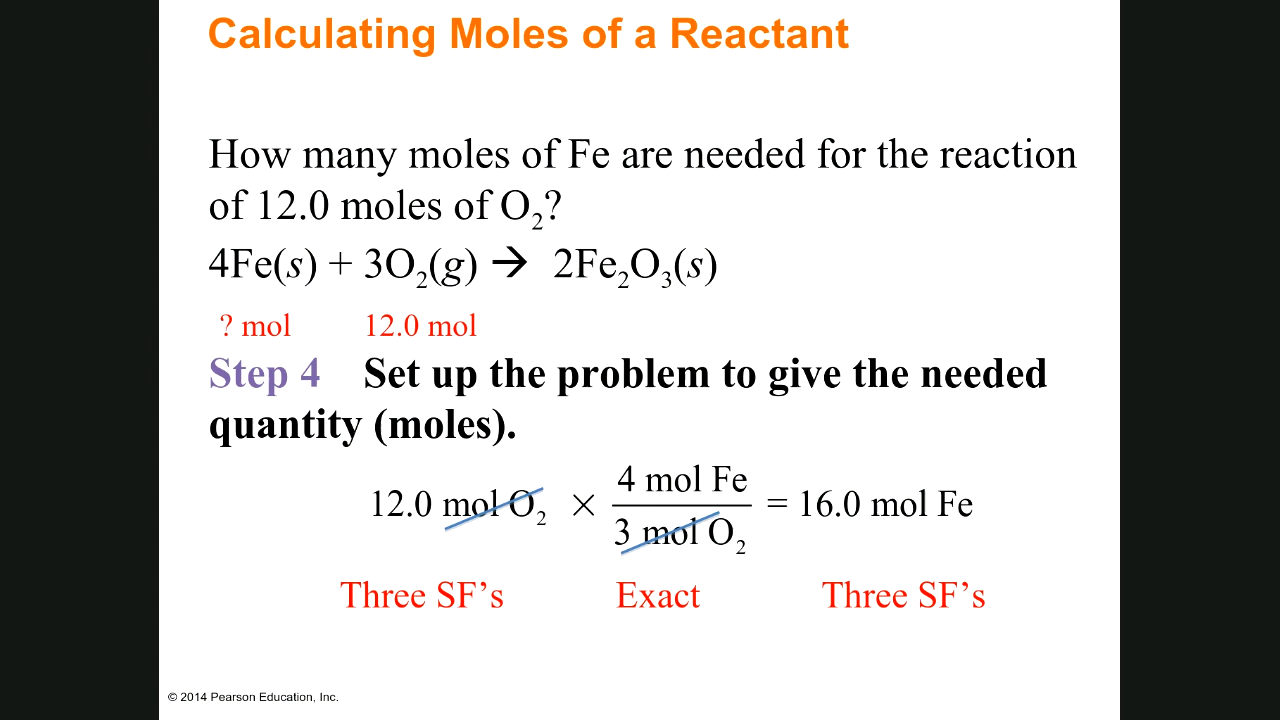 Calculating Moles of a Reactant
How many moles of Fe are needed for the reaction
of 12.0 moles of O₂?
4Fe(s) + 3O₂(g) → 2Fe₂O₃(s)
? mol 12.0 mol
Step 4 Set up the problem to give the needed
quantity (moles).
12.0 mol O₂ × 4 mol Fe / 3 mol O₂ = 16.0 mol Fe
Three SF’s Exact Three SF’s
© 2014 Pearson Education, Inc.